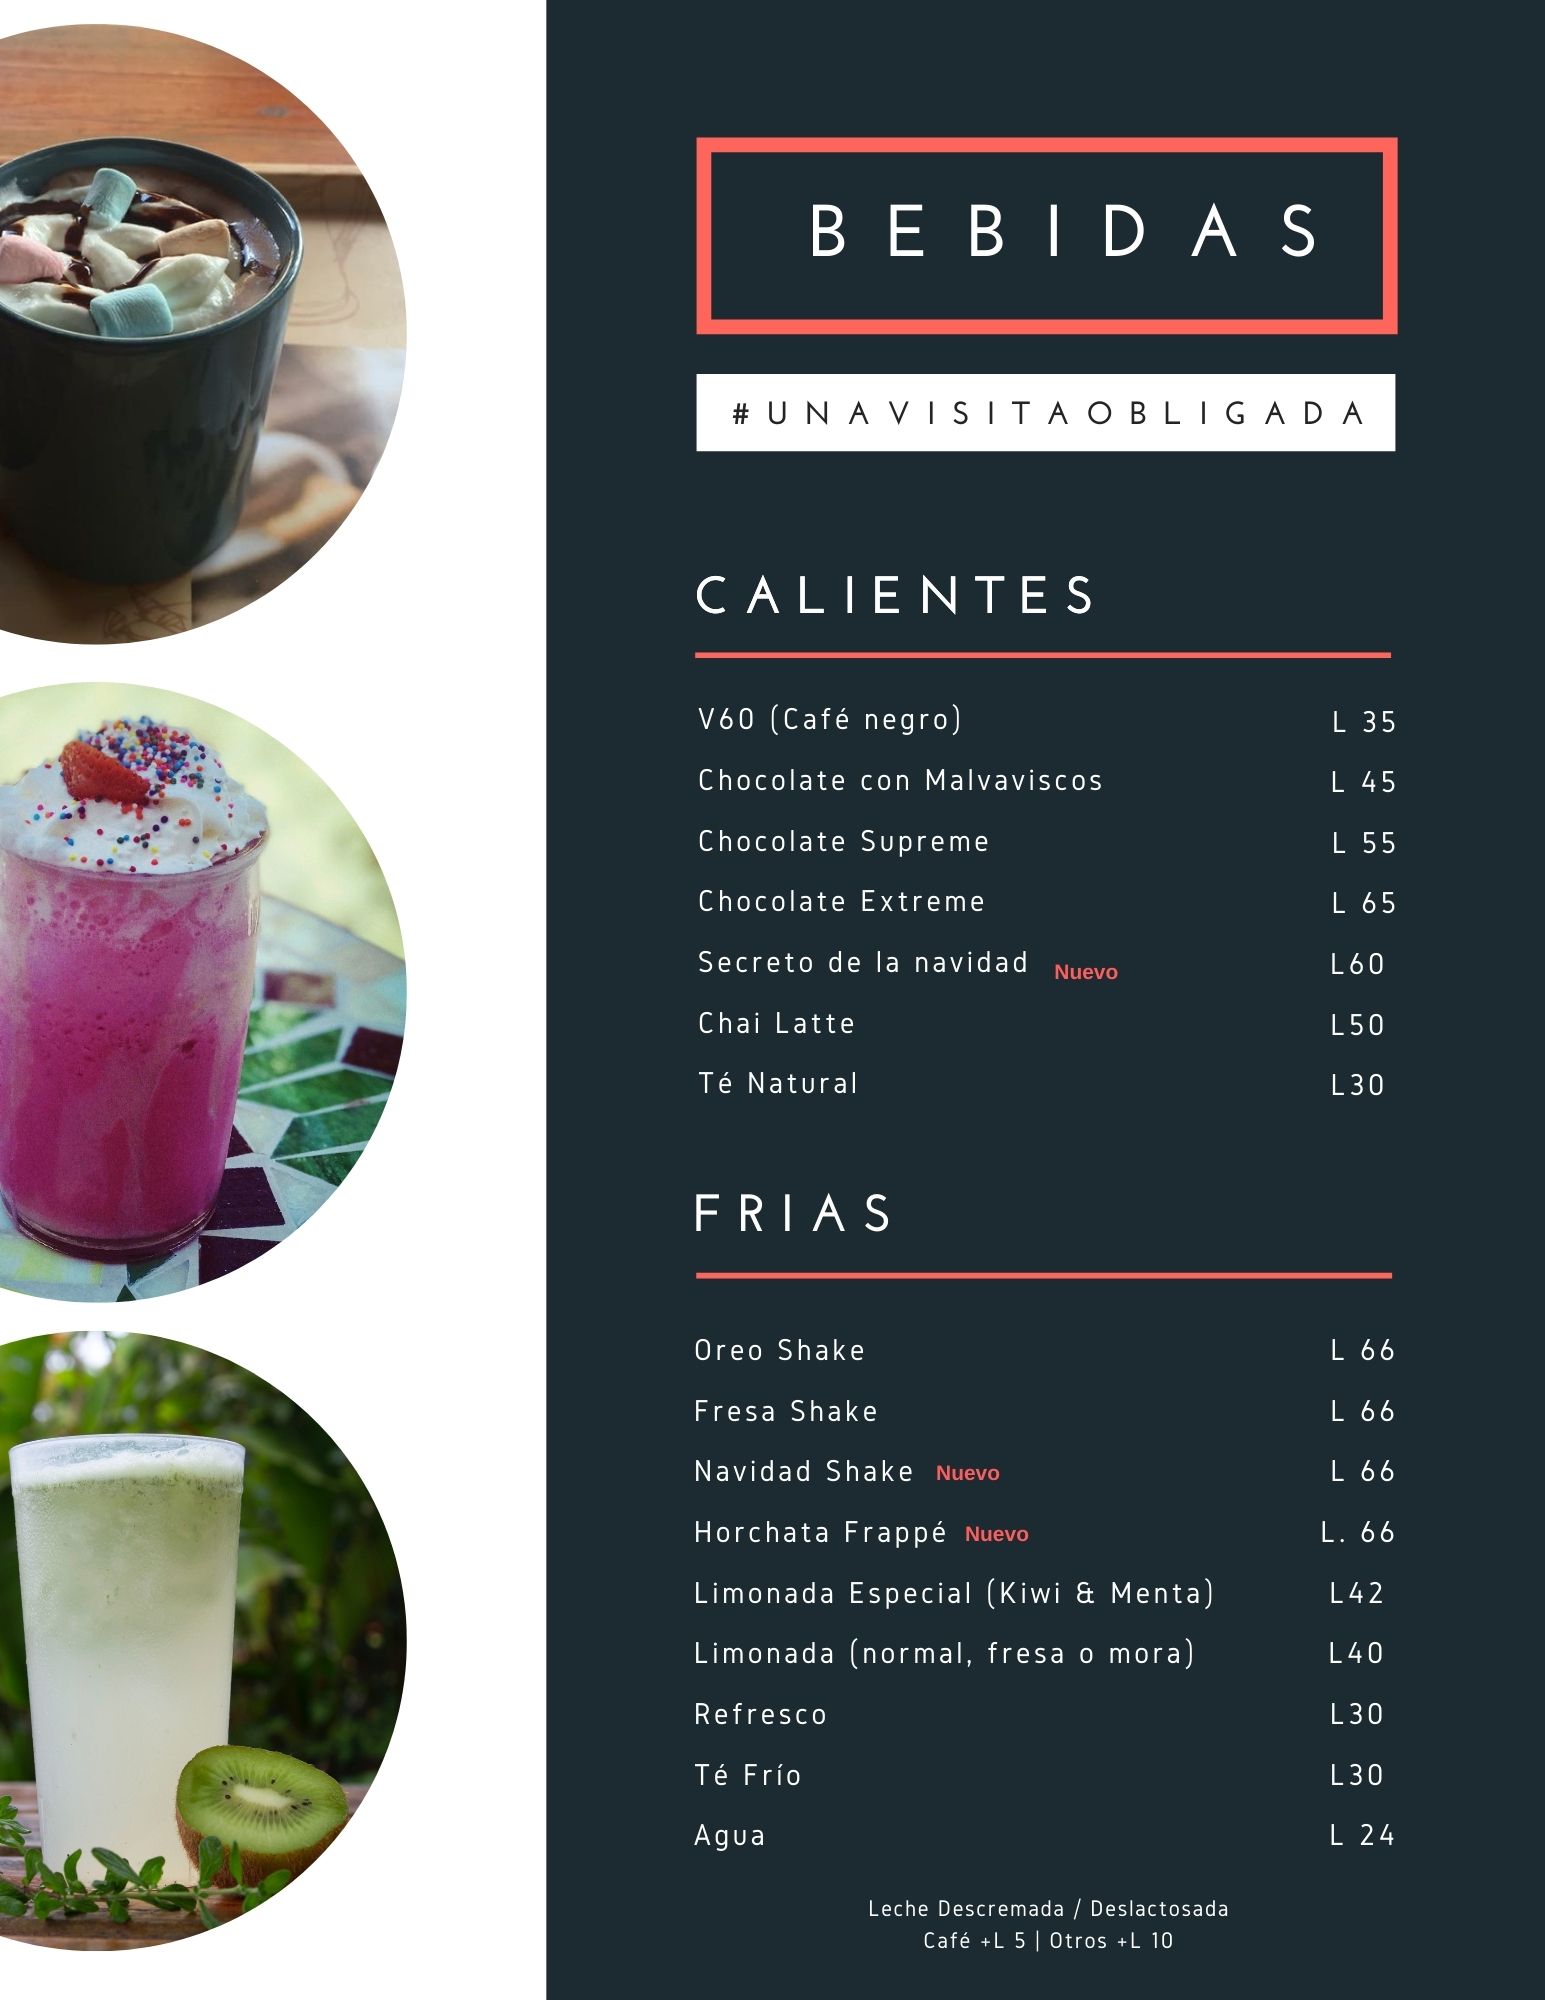 BEBIDAS
#UNAVISITAOBLIGADA
CALIENTES
V60 (Café negro) L 35
Chocolate con Malvaviscos L 45
Chocolate Supreme L 55
Chocolate Extreme L 65
Secreto de la navidad Nuevo L60
Chai Latte L50
Té Natural L30
FRIAS
Oreo Shake L 66
Fresa Shake L 66
Navidad Shake Nuevo L 66
Horchata Frappé Nuevo L. 66
Limonada Especial (Kiwi & Menta) L42
Limonada (normal, fresa o mora) L40
Refresco L30
Té Frío L30
Agua L 24
Leche Descremada / Deslactosada
Café +L 5 | Otros +L 10